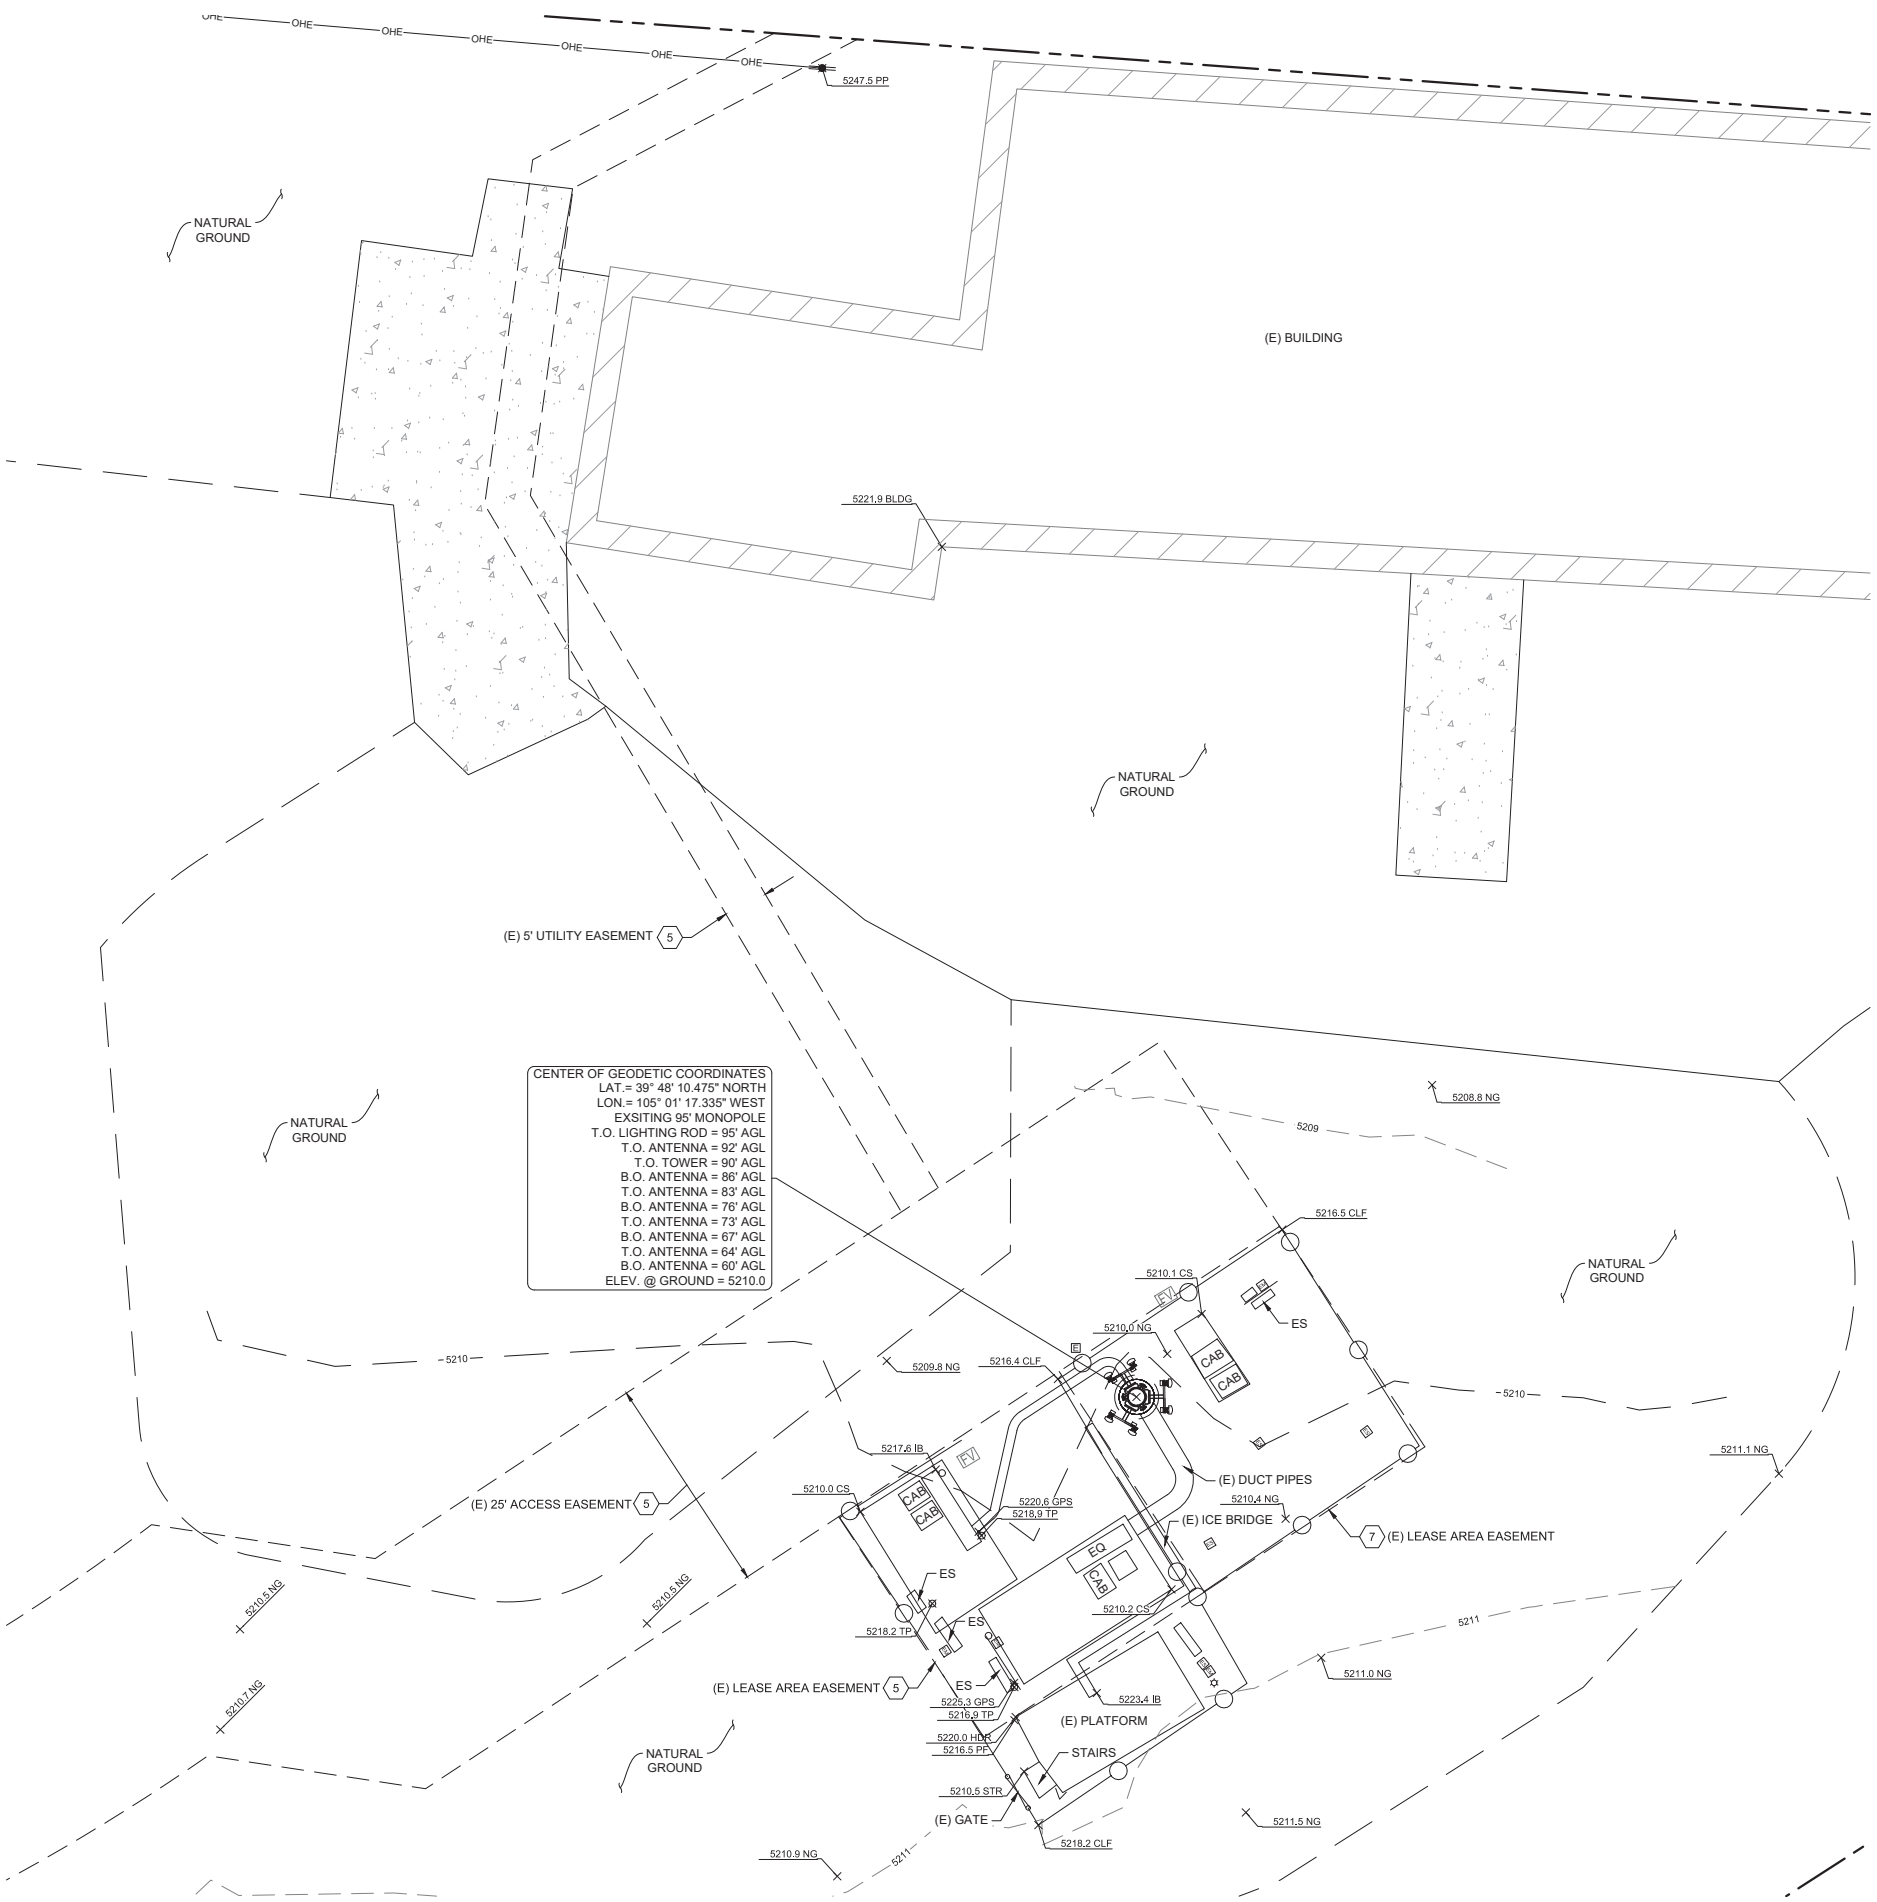 OHE
OHE
OHE
OHE
OHE
OHE
OHE
5247.5 PP
NATURAL
GROUND
(E) BUILDING
5221.9 BLDG
NATURAL
GROUND
(E) 5' UTILITY EASEMENT 5
CENTER OF GEODETIC COORDINATES
LAT.= 39° 48' 10.475" NORTH
LON.= 105° 01' 17.335" WEST
EXSITING 95' MONOPOLE
T.O. LIGHTING ROD = 95' AGL
T.O. ANTENNA = 92' AGL
T.O. TOWER = 90' AGL
B.O. ANTENNA = 86' AGL
T.O. ANTENNA = 83' AGL
B.O. ANTENNA = 76' AGL
T.O. ANTENNA = 73' AGL
B.O. ANTENNA = 67' AGL
T.O. ANTENNA = 64' AGL
B.O. ANTENNA = 60' AGL
ELEV. @ GROUND = 5210.0
NATURAL
GROUND
5208.8 NG
5209
5216.5 CLF
NATURAL
GROUND
5210.1 CS
FV
ES
5210.0 NG
E
5210
5209.8 NG
5216.4 CLF
CAB
CAB
5210
5217.6 IB
FV
5211.1 NG
(E) DUCT PIPES
5210.0 CS
CAB
CAB
(E) 25' ACCESS EASEMENT 5
5220.6 GPS
5218.9 TP
5210.4 NG
(E) ICE BRIDGE
7 (E) LEASE AREA EASEMENT
EQ
CAB
ES
5210.5 NG
5210.5 NG
5210.2 CS
ES
5218.2 TP
5211
5211.0 NG
(E) LEASE AREA EASEMENT 5
ES
5225.3 GPS
5216.9 TP
5223.4 IB
5210.7 NG
(E) PLATFORM
5220.0 HDR
5216.5 PF
STAIRS
NATURAL
GROUND
5210.5 STR
(E) GATE
5211.5 NG
5218.2 CLF
5210.9 NG
5211